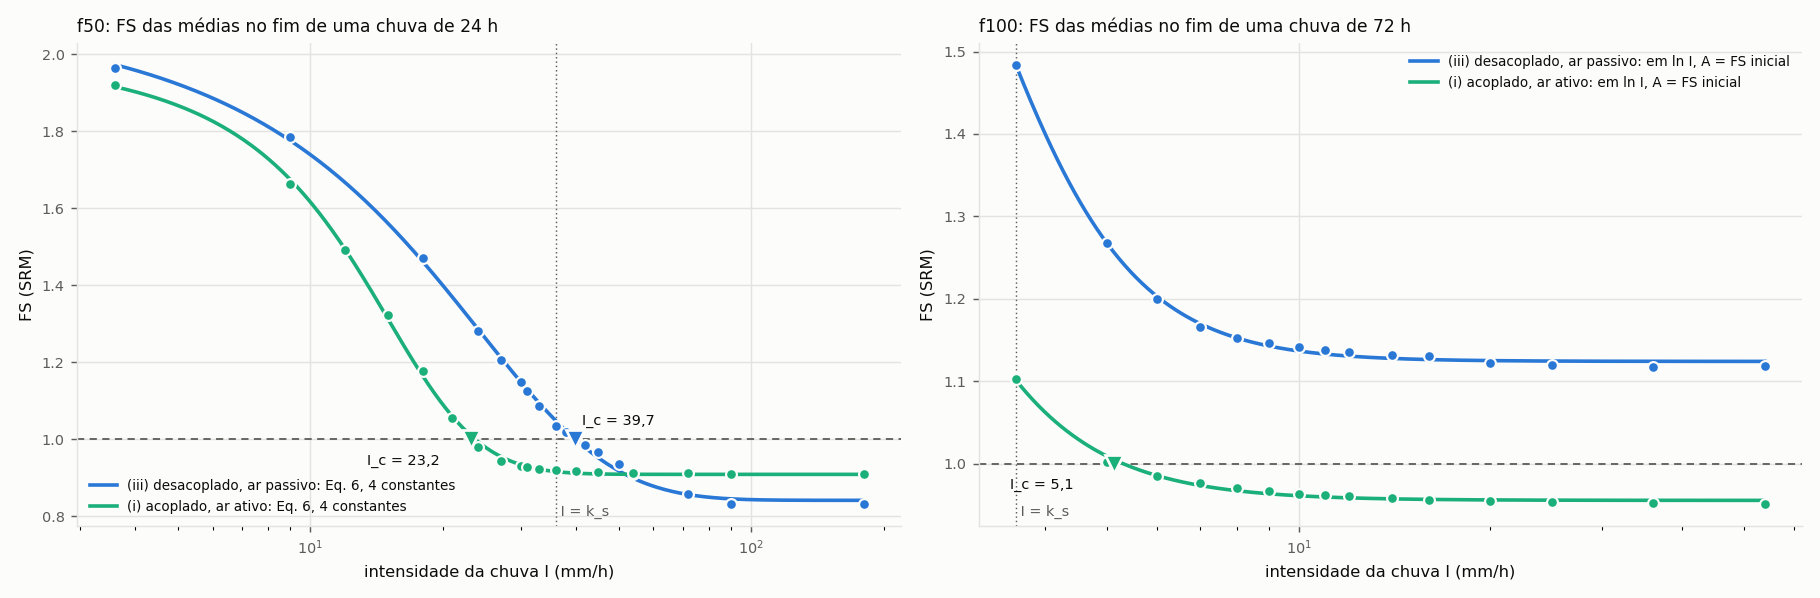 f50: FS das médias no fim de uma chuva de 24 h
2.0
1.8
1.6
1.4
1.2
1.0
0.8
FS (SRM)
I_c = 39,7
I_c = 23,2
(iii) desacoplado, ar passivo: Eq. 6, 4 constantes
(i) acoplado, ar ativo: Eq. 6, 4 constantes
I = k_s
10¹
10²
intensidade da chuva I (mm/h)
f100: FS das médias no fim de uma chuva de 72 h
1.5
1.4
1.3
1.2
1.1
1.0
FS (SRM)
(iii) desacoplado, ar passivo: em ln I, A = FS inicial
(i) acoplado, ar ativo: em ln I, A = FS inicial
I_c = 5,1
I = k_s
10¹
intensidade da chuva I (mm/h)